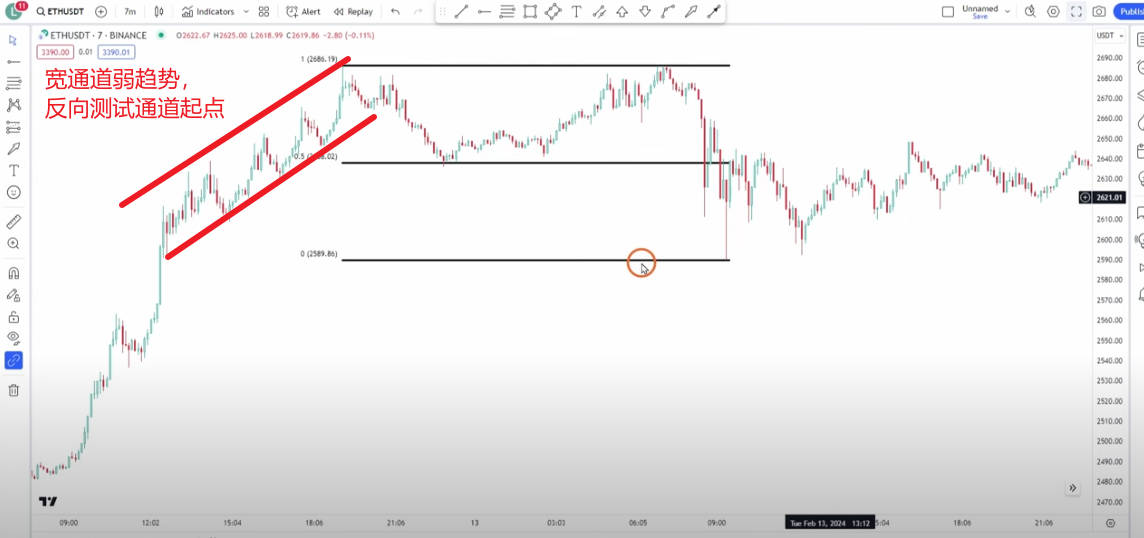 11
ETHUSDT
7m
Indicators
Alert
Replay
Unnamed
Save
Publis
ETHUSDT · 7 · BINANCE
O2622.67 H2625.00 L2618.99 C2619.86 −2.80 (−0.11%)
USDT
3390.00 0.01 3390.01
宽通道弱趋势，
反向测试通道起点
1 (2686.19)
0 (2589.86)
2690.00
2680.00
2670.00
2660.00
2650.00
2640.00
2630.00
2621.01
2610.00
2600.00
2590.00
2580.00
2570.00
2560.00
2550.00
2540.00
2530.00
2520.00
2510.00
2500.00
2490.00
2480.00
2470.00
09:00 12:02 15:04 18:06 21:06 13 03:03 06:05 09:00 Tue Feb 13, 2024 13:12 5:04 18:06 21:06